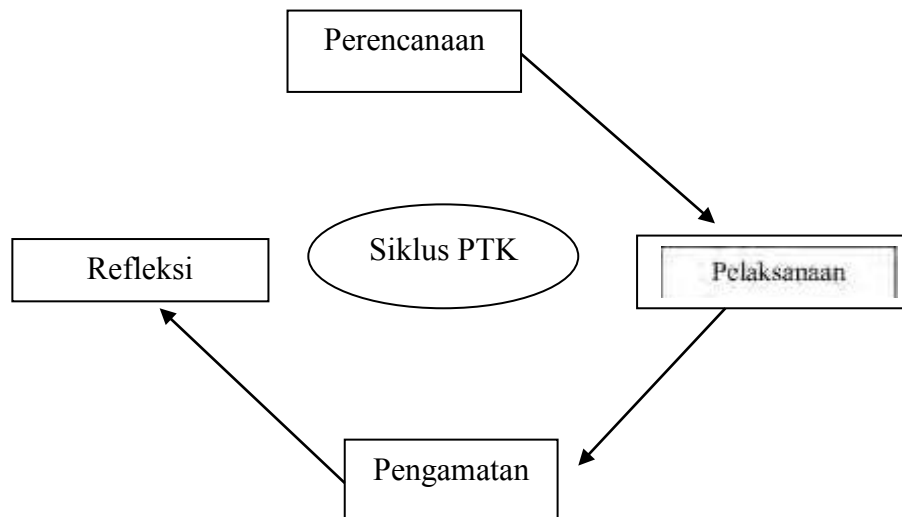 Perencanaan
Siklus PTK
Refleksi
Pelaksanaan
Pengamatan